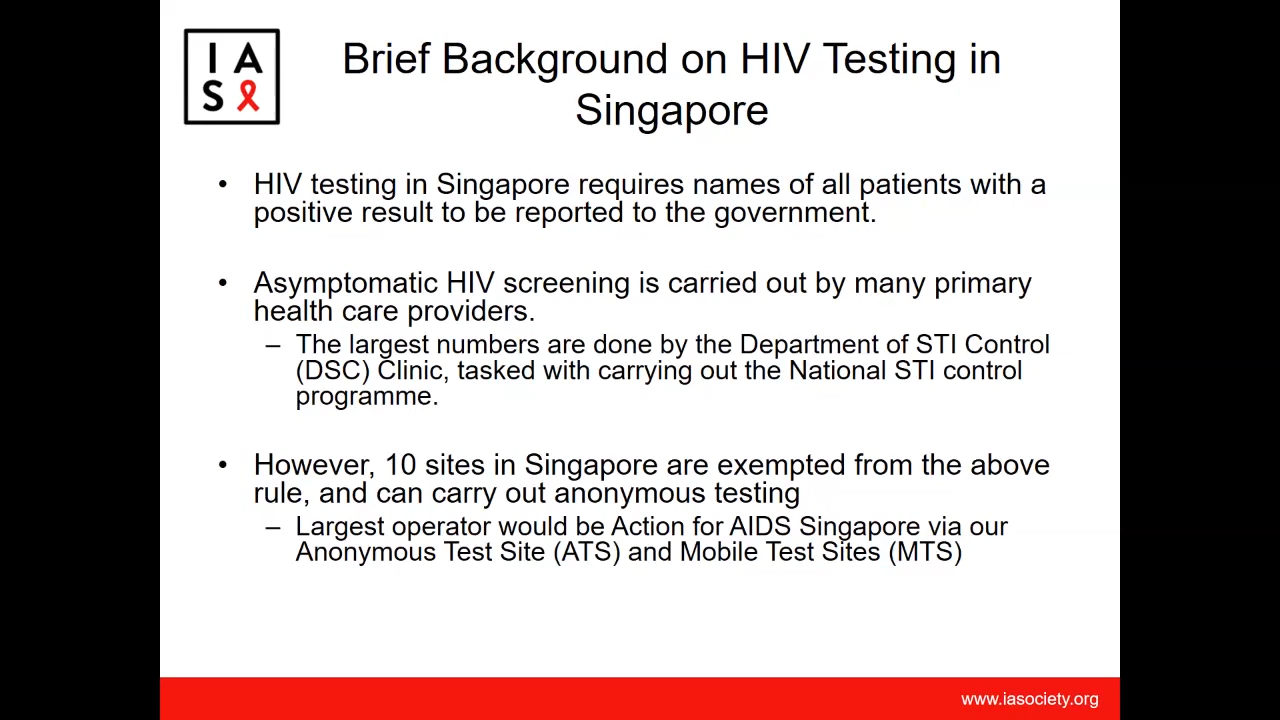 I A
S
Brief Background on HIV Testing in
Singapore
• HIV testing in Singapore requires names of all patients with a
positive result to be reported to the government.
• Asymptomatic HIV screening is carried out by many primary
health care providers.
– The largest numbers are done by the Department of STI Control
(DSC) Clinic, tasked with carrying out the National STI control
programme.
• However, 10 sites in Singapore are exempted from the above
rule, and can carry out anonymous testing
– Largest operator would be Action for AIDS Singapore via our
Anonymous Test Site (ATS) and Mobile Test Sites (MTS)
www.iasociety.org